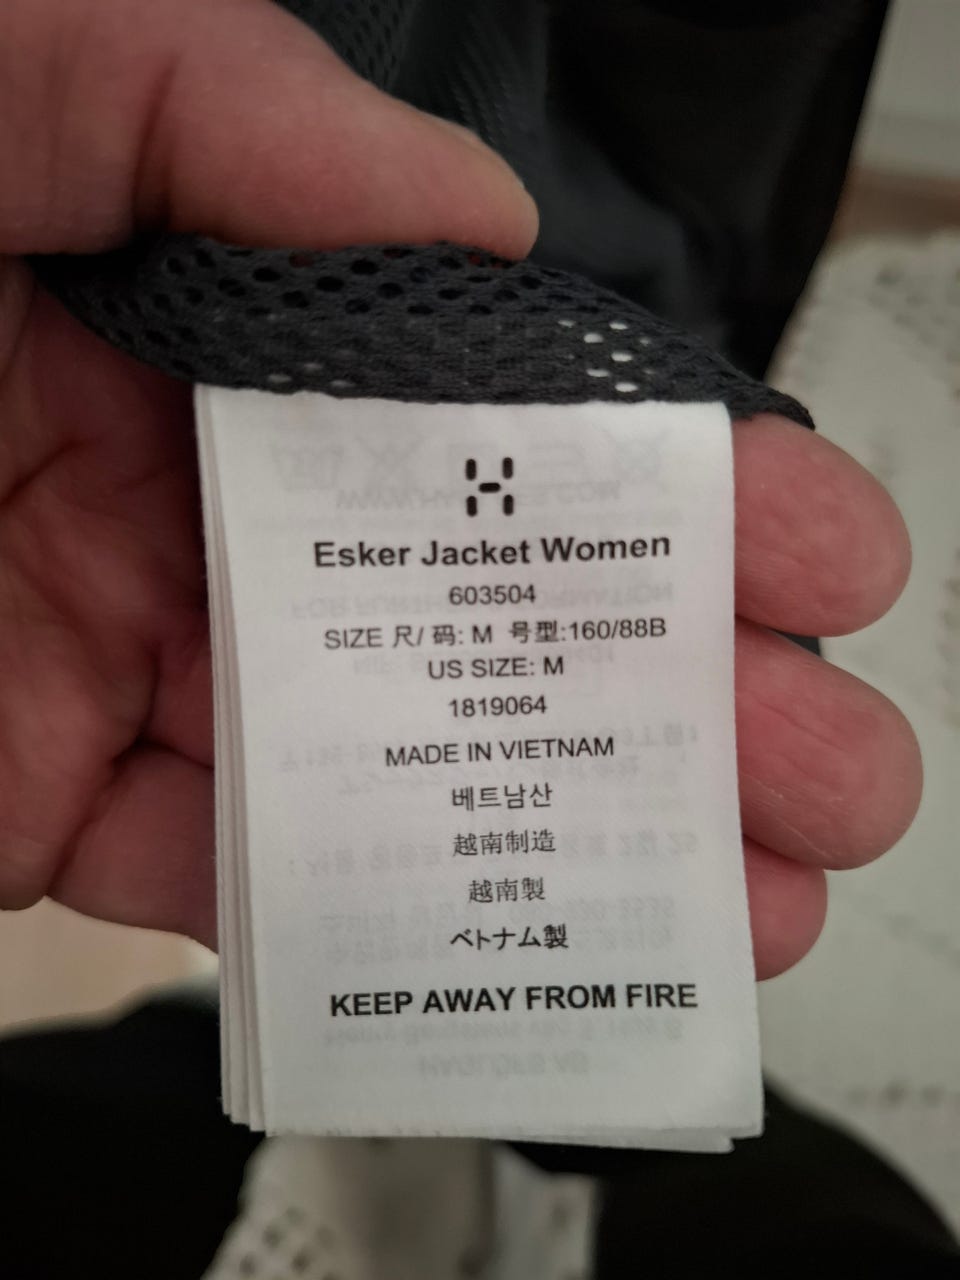 Esker Jacket Women
603504
SIZE 尺/ 码: M 号型:160/88B
US SIZE: M
1819064
MADE IN VIETNAM
베트남산
越南制造
越南製
ベトナム製
KEEP AWAY FROM FIRE